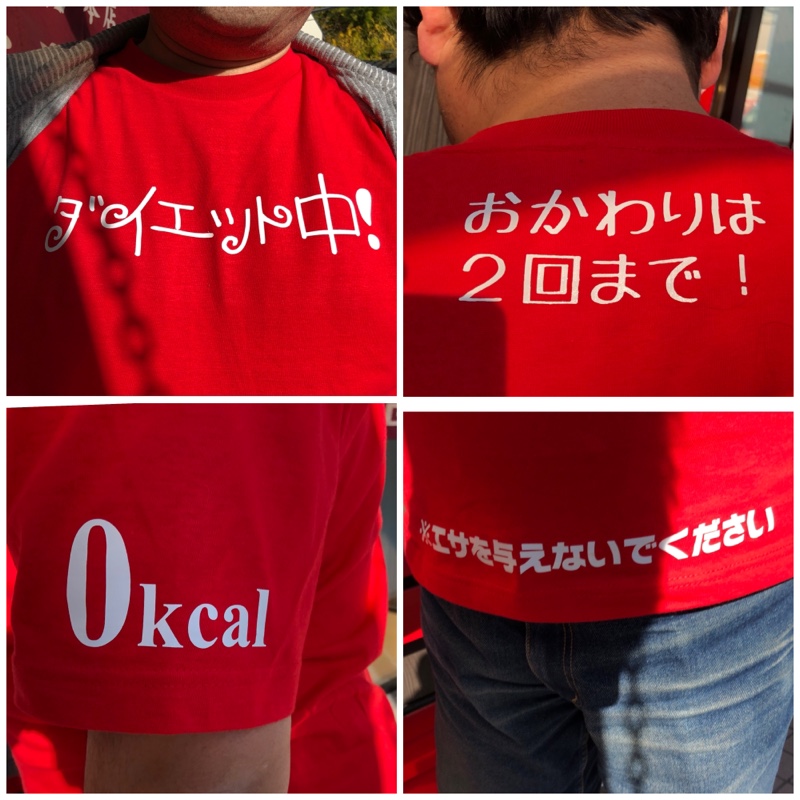 ダイエット中!
おかわりは
2回まで!
0kcal
※エサを与えないでください